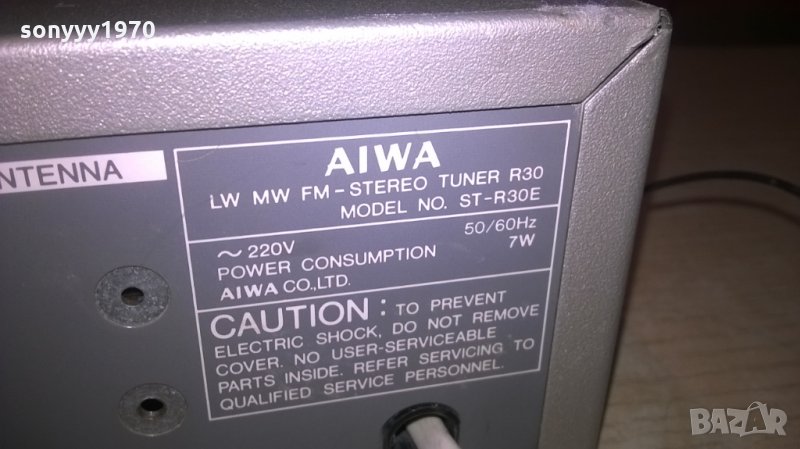 sonyyy1970
NTENNA
AIWA
LW MW FM-STEREO TUNER R30
MODEL NO. ST-R30E
~220V 50/60Hz
POWER CONSUMPTION 7W
AIWA CO.,LTD.
CAUTION : TO PREVENT
ELECTRIC SHOCK, DO NOT REMOVE
COVER. NO USER-SERVICEABLE
PARTS INSIDE. REFER SERVICING TO
QUALIFIED SERVICE PERSONNEL.
BAZAR